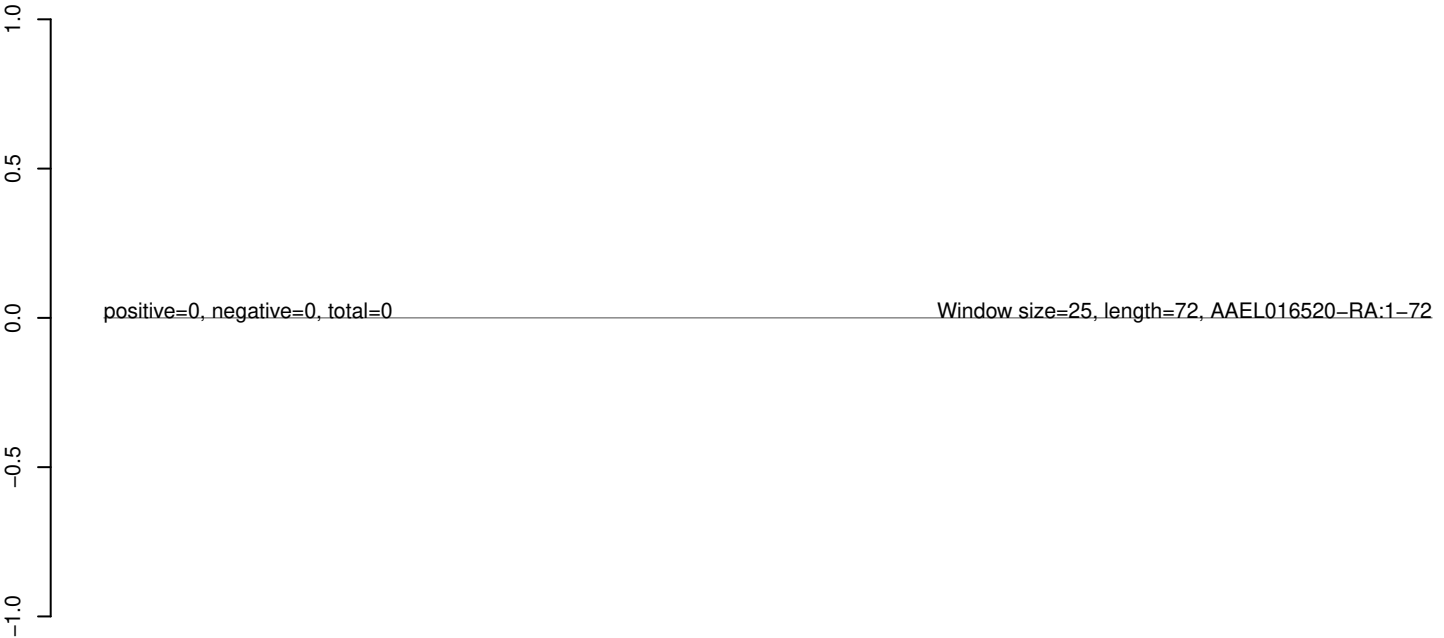 1.0
0.5
0.0
−0.5
−1.0
positive=0, negative=0, total=0
Window size=25, length=72, AAEL016520−RA:1−72